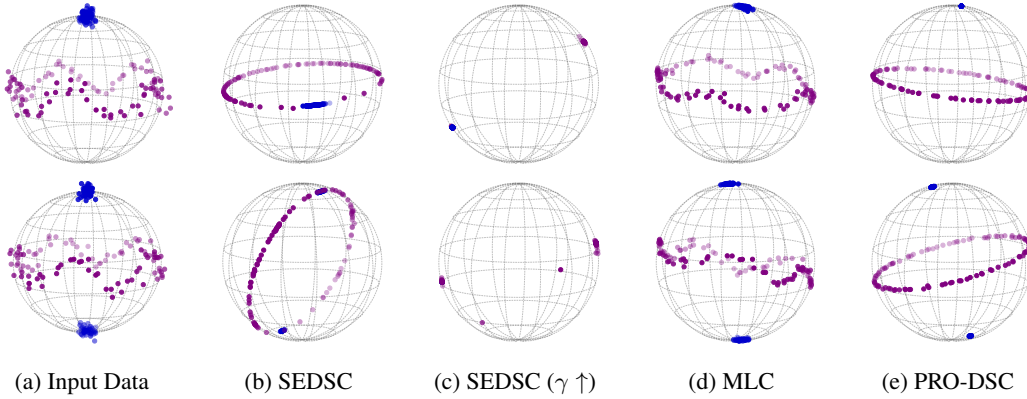 (a) Input Data (b) SEDSC (c) SEDSC (γ ↑) (d) MLC (e) PRO-DSC